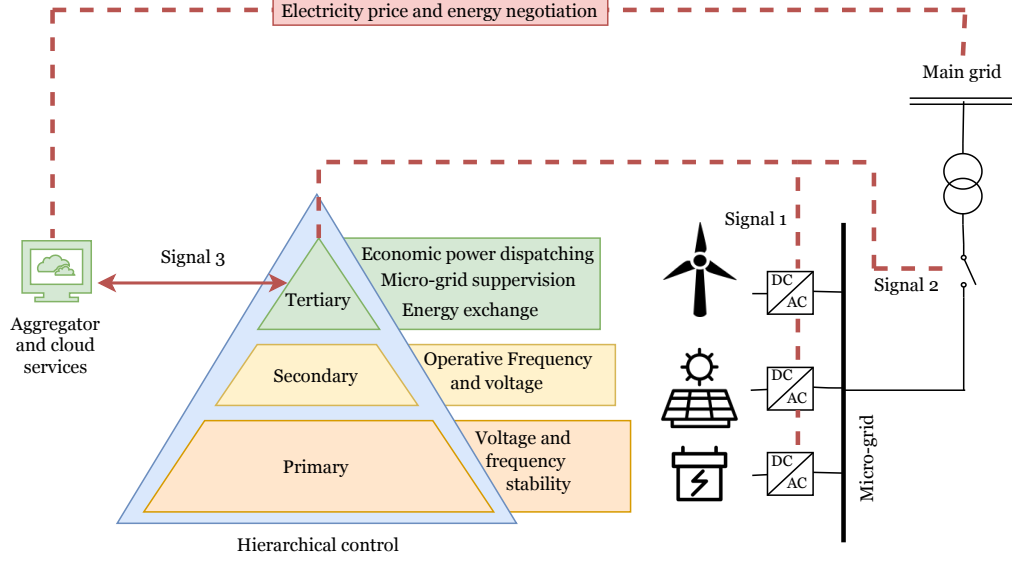 Electricity price and energy negotiation
Main grid
Signal 1
Signal 3
Signal 2
Economic power dispatching
Micro-grid suppervision
Energy exchange
Tertiary
Aggregator
and cloud
services
Secondary
Operative Frequency
and voltage
Primary
Voltage and
frequency
stability
DC
AC
DC
AC
DC
AC
Micro-grid
Hierarchical control